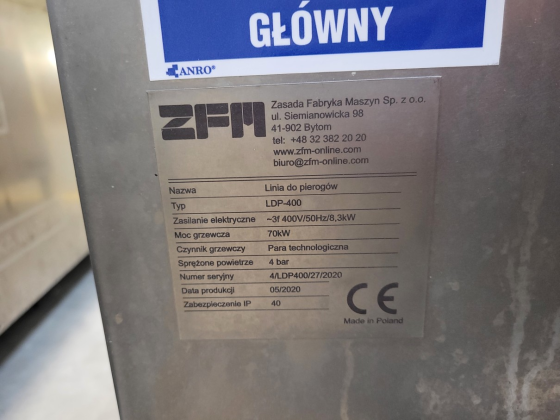 GŁÓWNY
ANRO®
ZFM
Zasada Fabryka Maszyn Sp. z o.o.
ul. Siemianowicka 98
41-902 Bytom
tel: +48 32 382 20 20
www.zfm-online.com
biuro@zfm-online.com
Nazwa Linia do pierogów
Typ LDP-400
Zasilanie elektryczne ~3f 400V/50Hz/8,3kW
Moc grzewcza 70kW
Czynnik grzewczy Para technologiczna
Sprężone powietrze 4 bar
Numer seryjny 4/LDP400/27/2020
Data produkcji 05/2020
Zabezpieczenie IP 40
CE
Made in Poland